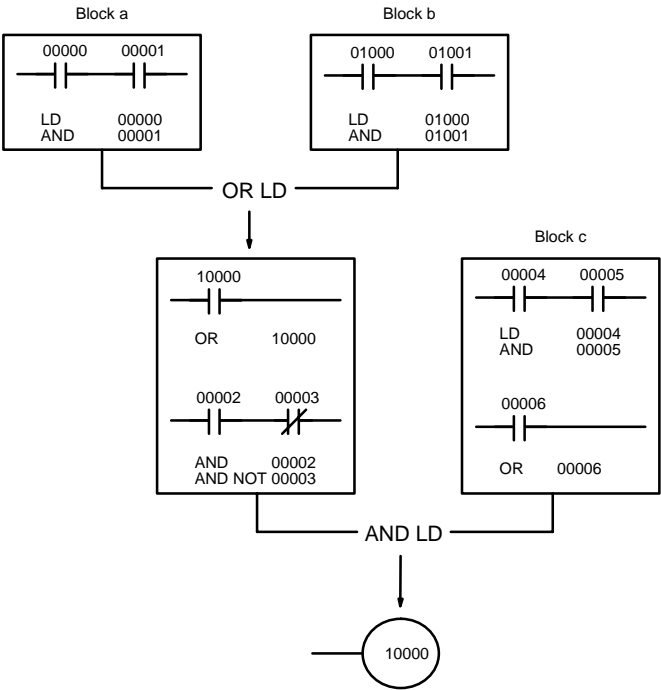 Block a
Block b
00000 00001
LD 00000
AND 00001
01000 01001
LD 01000
AND 01001
OR LD
Block c
10000
OR 10000
00002 00003
AND 00002
AND NOT 00003
00004 00005
LD 00004
AND 00005
00006
OR 00006
AND LD
10000